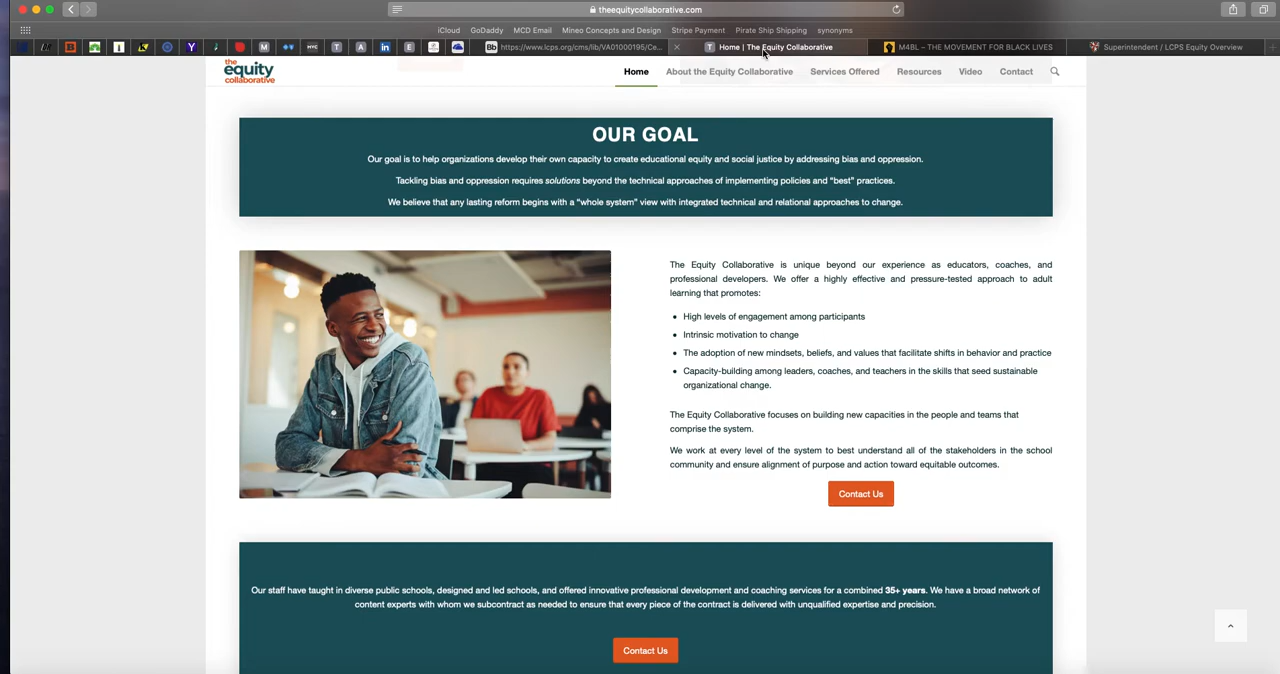 theequitycollaborative.com
iCloud GoDaddy MCD Email Mineo Concepts and Design Stripe Payment Pirate Ship Shipping synonyms
Bb https://www.lcps.org/cms/lib/VA01000195/Ce... T Home | The Equity Collaborative M4BL – THE MOVEMENT FOR BLACK LIVES Superintendent / LCPS Equity Overview
the
equity
collaborative
Home About the Equity Collaborative Services Offered Resources Video Contact
OUR GOAL
Our goal is to help organizations develop their own capacity to create educational equity and social justice by addressing bias and oppression.
Tackling bias and oppression requires solutions beyond the technical approaches of implementing policies and “best” practices.
We believe that any lasting reform begins with a “whole system” view with integrated technical and relational approaches to change.
The Equity Collaborative is unique beyond our experience as educators, coaches, and
professional developers. We offer a highly effective and pressure-tested approach to adult
learning that promotes:
• High levels of engagement among participants
• Intrinsic motivation to change
• The adoption of new mindsets, beliefs, and values that facilitate shifts in behavior and practice
• Capacity-building among leaders, coaches, and teachers in the skills that seed sustainable
organizational change.
The Equity Collaborative focuses on building new capacities in the people and teams that
comprise the system.
We work at every level of the system to best understand all of the stakeholders in the school
community and ensure alignment of purpose and action toward equitable outcomes.
Contact Us
Our staff have taught in diverse public schools, designed and led schools, and offered innovative professional development and coaching services for a combined 35+ years. We have a broad network of
content experts with whom we subcontract as needed to ensure that every piece of the contract is delivered with unqualified expertise and precision.
Contact Us